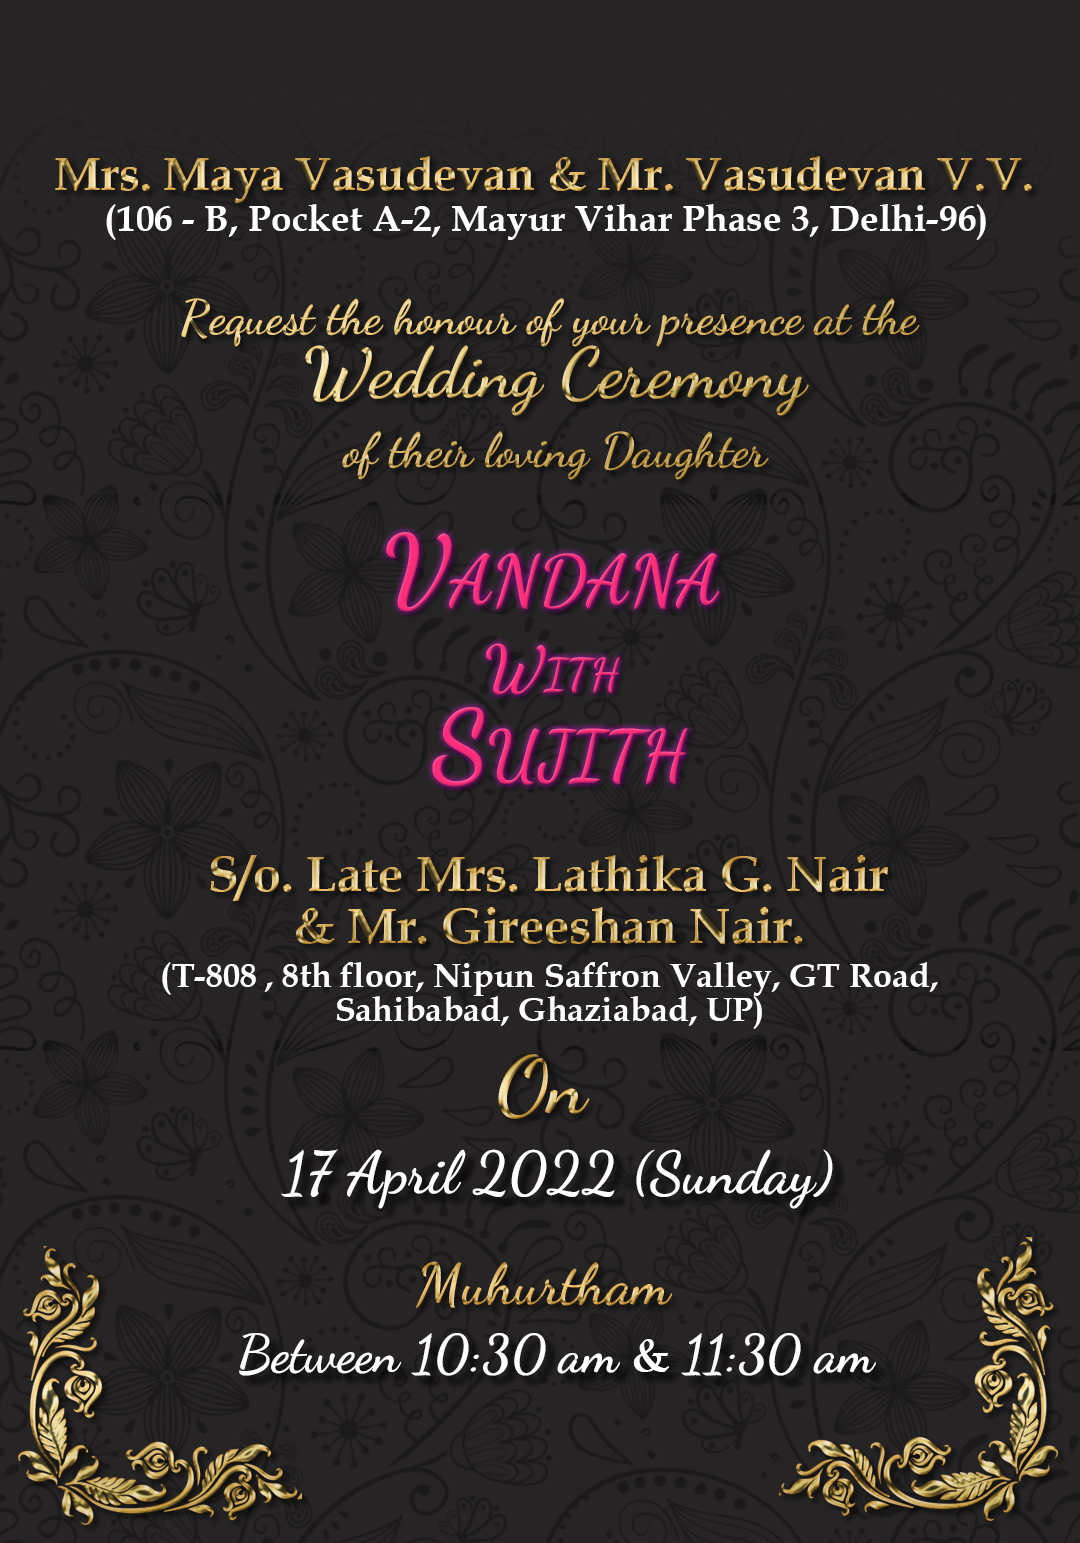 Mrs. Maya Vasudevan & Mr. Vasudevan V.V.
(106 - B, Pocket A-2, Mayur Vihar Phase 3, Delhi-96)
Request the honour of your presence at the
Wedding Ceremony
of their loving Daughter
VANDANA
WITH
SUJITH
S/o. Late Mrs. Lathika G. Nair
& Mr. Gireeshan Nair.
(T-808 , 8th floor, Nipun Saffron Valley, GT Road,
Sahibabad, Ghaziabad, UP)
On
17 April 2022 (Sunday)
Muhurtham
Between 10:30 am & 11:30 am